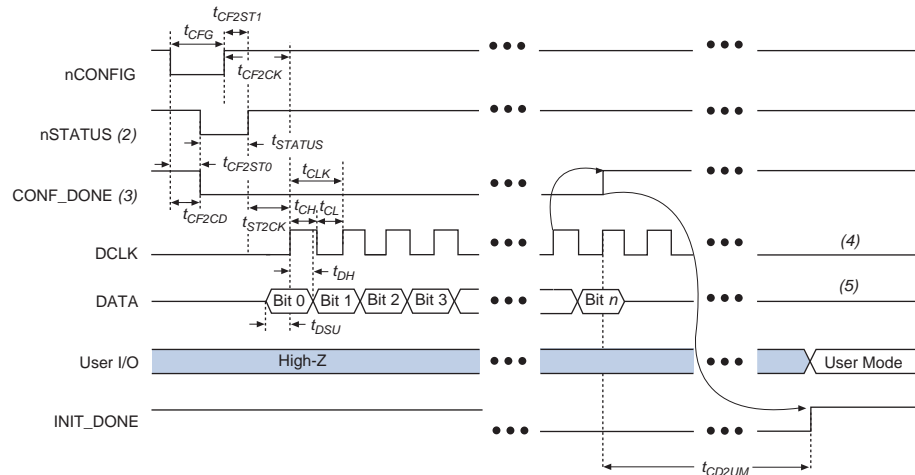 tCF2ST1
tCFG
nCONFIG
tCF2CK
nSTATUS (2)
tSTATUS
tCF2ST0
tCLK
CONF_DONE (3)
tCF2CD
tST2CK
tCH
tCL
DCLK
(4)
tDH
DATA
Bit 0
Bit 1
Bit 2
Bit 3
Bit n
(5)
tDSU
User I/O
High-Z
User Mode
INIT_DONE
tCD2UM